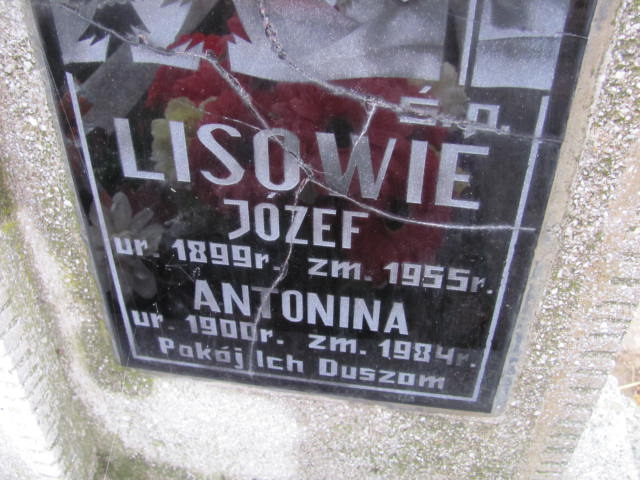 Ś.p.
LISOWIE
JÓZEF
ur. 1899r. zm. 1955r.
ANTONINA
ur. 1900r. zm. 1984r.
Pokój Ich Duszom